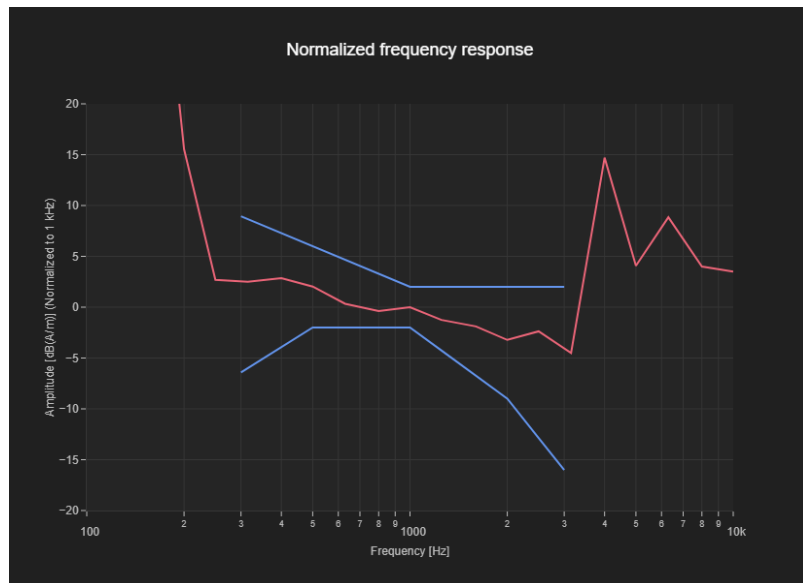 Normalized frequency response
Amplitude [dB(A/m)] (Normalized to 1 kHz)
20
15
10
5
0
−5
−10
−15
−20
100 2 3 4 5 6 7 8 9 1000 2 3 4 5 6 7 8 9 10k
Frequency [Hz]